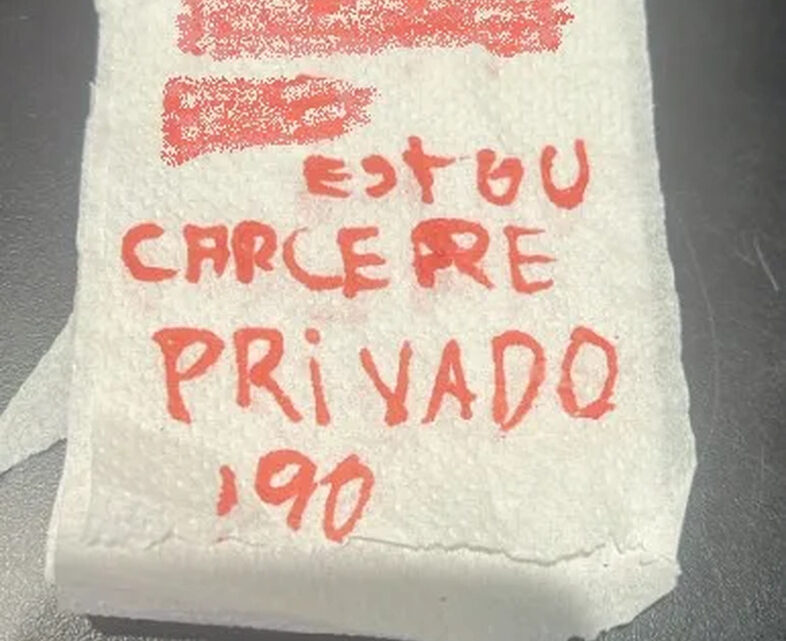 ESTOU
CARCERE
PRIVADO
190